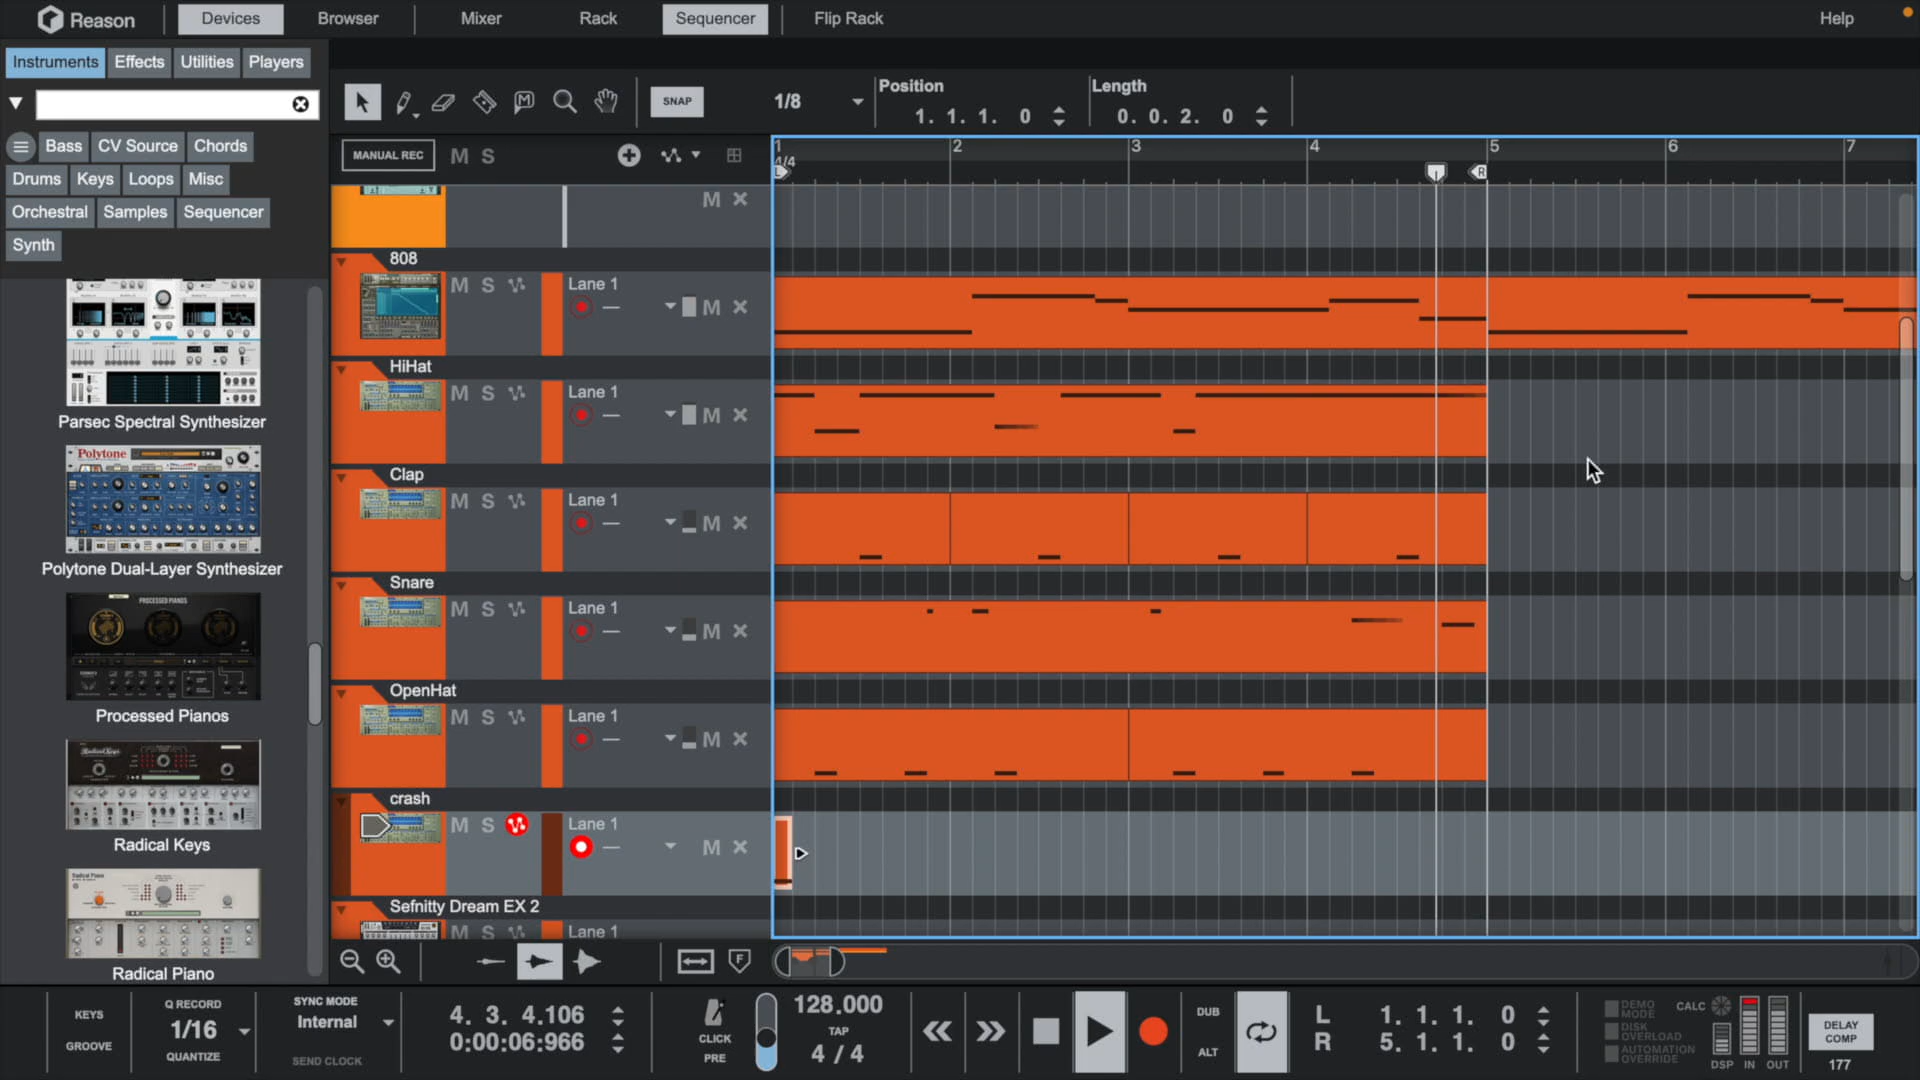 Reason
Devices
Browser
Mixer
Rack
Sequencer
Flip Rack
Help
Instruments
Effects
Utilities
Players
SNAP
1/8
Position
1. 1. 1. 0
Length
0. 0. 2. 0
Bass
CV Source
Chords
Drums
Keys
Loops
Misc
Orchestral
Samples
Sequencer
Synth
MANUAL REC
M S
1 2 3 4 5 6 7
4/4
L
R
M
808
M S
Lane 1
M
HiHat
M S
Lane 1
M
Clap
M S
Lane 1
M
Snare
M S
Lane 1
M
OpenHat
M S
Lane 1
M
crash
M S
Lane 1
M
Sefnitty Dream EX 2
M S
Lane 1
Parsec Spectral Synthesizer
Polytone
Polytone Dual-Layer Synthesizer
PROCESSED PIANOS
Processed Pianos
Radical Keys
Radical Piano
Radical Piano
F
KEYS
GROOVE
Q RECORD
1/16
QUANTIZE
SYNC MODE
Internal
SEND CLOCK
4. 3. 4.106
0:00:06:966
CLICK
PRE
128.000
TAP
4 / 4
DUB
ALT
L 1. 1. 1. 0
R 5. 1. 1. 0
DEMO MODE
DISK OVERLOAD
AUTOMATION OVERRIDE
CALC
DSP IN OUT
DELAY COMP
177